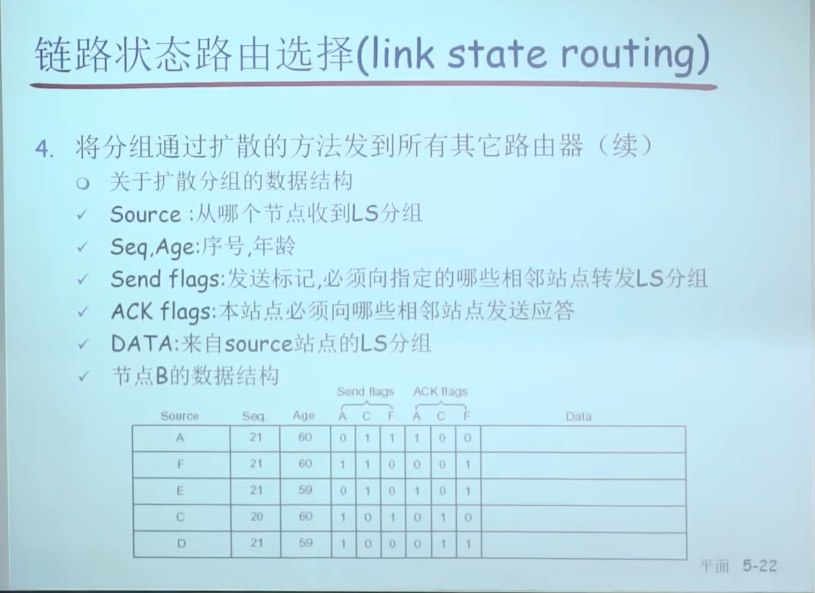 链路状态路由选择(link state routing)
4. 将分组通过扩散的方法发到所有其它路由器（续）
关于扩散分组的数据结构
Source :从哪个节点收到LS分组
Seq,Age:序号,年龄
Send flags:发送标记,必须向指定的哪些相邻站点转发LS分组
ACK flags:本站点必须向哪些相邻站点发送应答
DATA:来自source站点的LS分组
节点B的数据结构
Send flags ACK flags
Source Seq. Age A C F A C F Data
A 21 60 0 1 1 1 0 0
F 21 60 1 1 0 0 0 1
E 21 59 0 1 0 1 0 1
C 20 60 1 0 1 0 1 0
D 21 59 1 0 0 0 1 1
平面 5-22